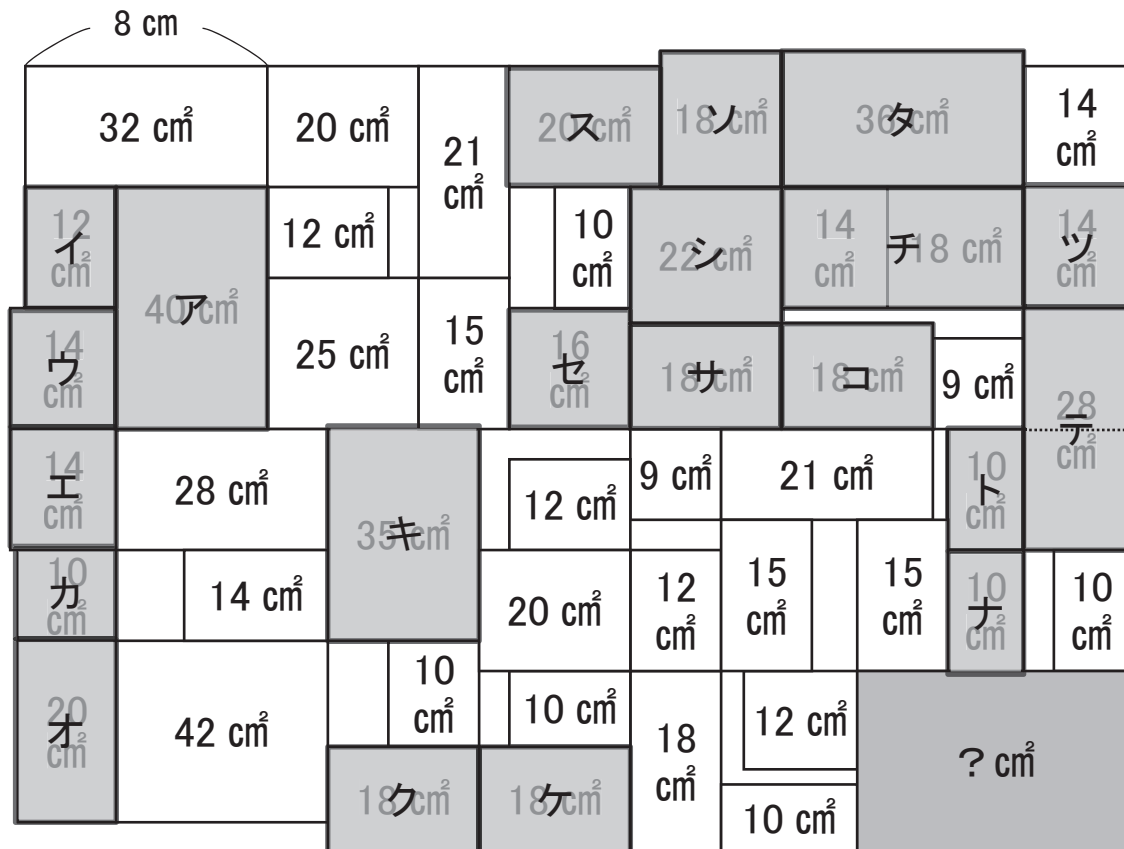 8 cm
32 cm²
20 cm²
21
cm²
20 cm²
ス
18 cm²
ソ
36 cm²
タ
14
cm²
12
cm²
イ
40 cm²
ア
12 cm²
10
cm²
22 cm²
シ
14
cm²
18 cm²
チ
14
cm²
ツ
14
cm²
ウ
25 cm²
15
cm²
16
cm²
セ
18 cm²
サ
18 cm²
コ
9 cm²
28
cm²
テ
14
cm²
エ
28 cm²
35 cm²
キ
12 cm²
9 cm²
21 cm²
10
cm²
ト
10
cm²
カ
14 cm²
20 cm²
12
cm²
15
cm²
15
cm²
10
cm²
ナ
10
cm²
20
cm²
オ
42 cm²
10
cm²
10 cm²
18
cm²
12 cm²
? cm²
18 cm²
ク
18 cm²
ケ
10 cm²